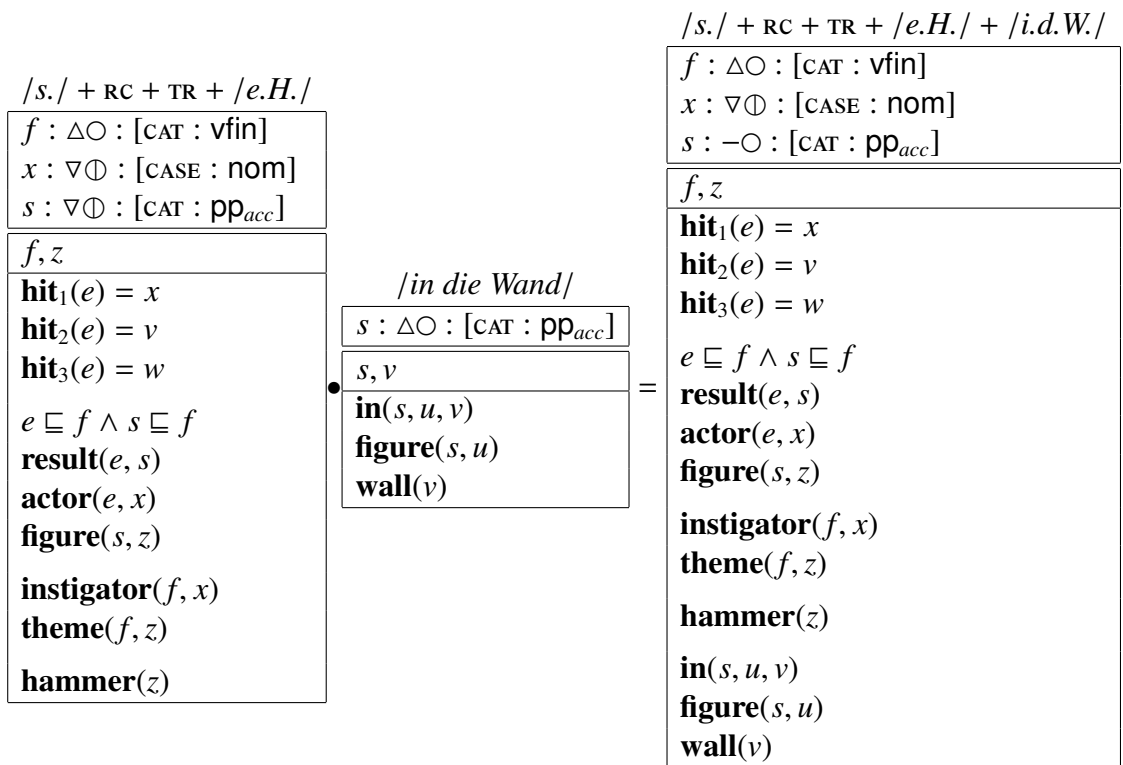 /s./ + RC + TR + /e.H./
f : △○ : [CAT : vfin]
x : ▽⦶ : [CASE : nom]
s : ▽⦶ : [CAT : pp_acc]
f, z
hit₁(e) = x
hit₂(e) = v
hit₃(e) = w
e ⊑ f ∧ s ⊑ f
result(e, s)
actor(e, x)
figure(s, z)
instigator(f, x)
theme(f, z)
hammer(z)
•
/in die Wand/
s : △○ : [CAT : pp_acc]
s, v
in(s, u, v)
figure(s, u)
wall(v)
=
/s./ + RC + TR + /e.H./ + /i.d.W./
f : △○ : [CAT : vfin]
x : ▽⦶ : [CASE : nom]
s : −○ : [CAT : pp_acc]
f, z
hit₁(e) = x
hit₂(e) = v
hit₃(e) = w
e ⊑ f ∧ s ⊑ f
result(e, s)
actor(e, x)
figure(s, z)
instigator(f, x)
theme(f, z)
hammer(z)
in(s, u, v)
figure(s, u)
wall(v)